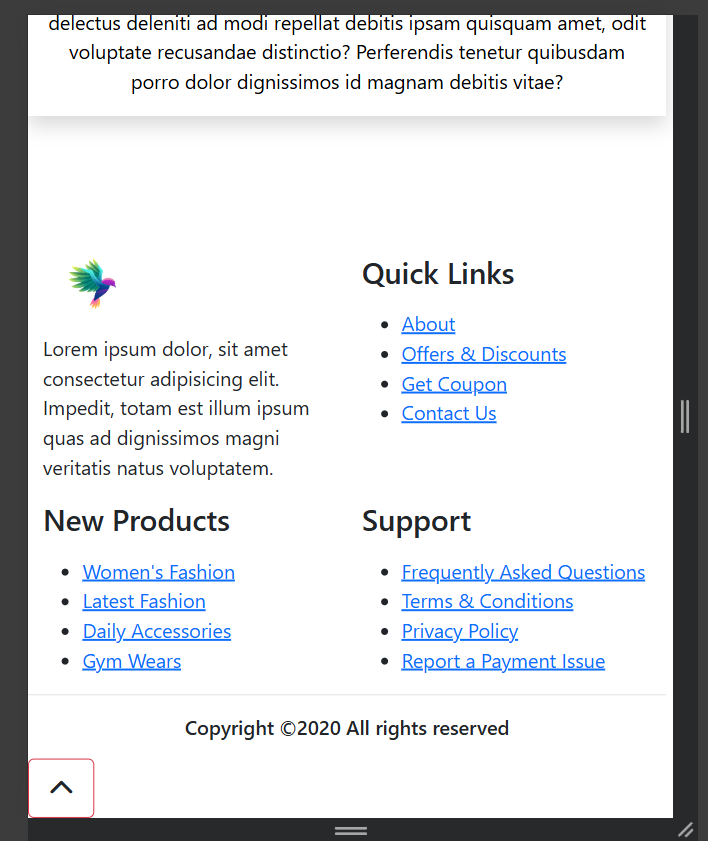 delectus deleniti ad modi repellat debitis ipsam quisquam amet, odit
voluptate recusandae distinctio? Perferendis tenetur quibusdam
porro dolor dignissimos id magnam debitis vitae?
Lorem ipsum dolor, sit amet
consectetur adipisicing elit.
Impedit, totam est illum ipsum
quas ad dignissimos magni
veritatis natus voluptatem.
Quick Links
About
Offers & Discounts
Get Coupon
Contact Us
New Products
Women's Fashion
Latest Fashion
Daily Accessories
Gym Wears
Support
Frequently Asked Questions
Terms & Conditions
Privacy Policy
Report a Payment Issue
Copyright ©2020 All rights reserved